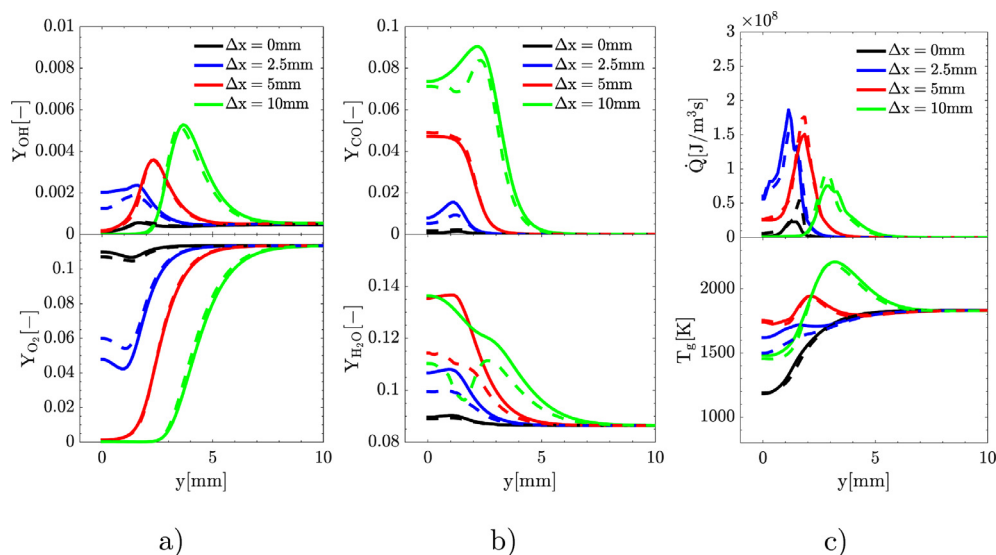 0.01
0.008
0.006
0.004
0.002
0
Y_OH[−]
Δx = 0mm
Δx = 2.5mm
Δx = 5mm
Δx = 10mm
0.1
0.08
0.06
0.04
0.02
0
Y_O₂[−]
0 5 10
y[mm]
a)
0.1
0.08
0.06
0.04
0.02
0
Y_CO[−]
Δx = 0mm
Δx = 2.5mm
Δx = 5mm
Δx = 10mm
0.14
0.12
0.1
0.08
Y_H₂O[−]
0 5 10
y[mm]
b)
×10⁸
3
2.5
2
1.5
1
0.5
0
Q̇[J/m³s]
Δx = 0mm
Δx = 2.5mm
Δx = 5mm
Δx = 10mm
2000
1500
1000
T_g[K]
0 5 10
y[mm]
c)